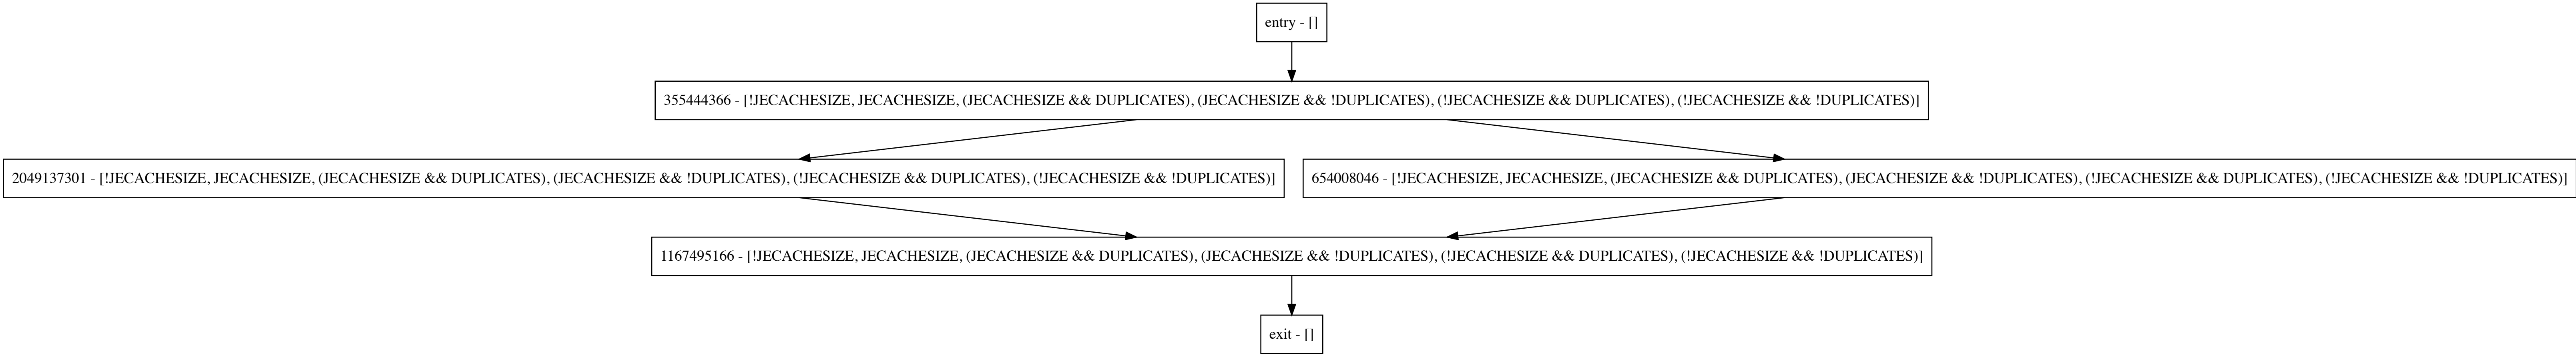 entry - []
355444366 - [!JECACHESIZE, JECACHESIZE, (JECACHESIZE && DUPLICATES), (JECACHESIZE && !DUPLICATES), (!JECACHESIZE && DUPLICATES), (!JECACHESIZE && !DUPLICATES)]
2049137301 - [!JECACHESIZE, JECACHESIZE, (JECACHESIZE && DUPLICATES), (JECACHESIZE && !DUPLICATES), (!JECACHESIZE && DUPLICATES), (!JECACHESIZE && !DUPLICATES)]
654008046 - [!JECACHESIZE, JECACHESIZE, (JECACHESIZE && DUPLICATES), (JECACHESIZE && !DUPLICATES), (!JECACHESIZE && DUPLICATES), (!JECACHESIZE && !DUPLICATES)]
1167495166 - [!JECACHESIZE, JECACHESIZE, (JECACHESIZE && DUPLICATES), (JECACHESIZE && !DUPLICATES), (!JECACHESIZE && DUPLICATES), (!JECACHESIZE && !DUPLICATES)]
exit - []